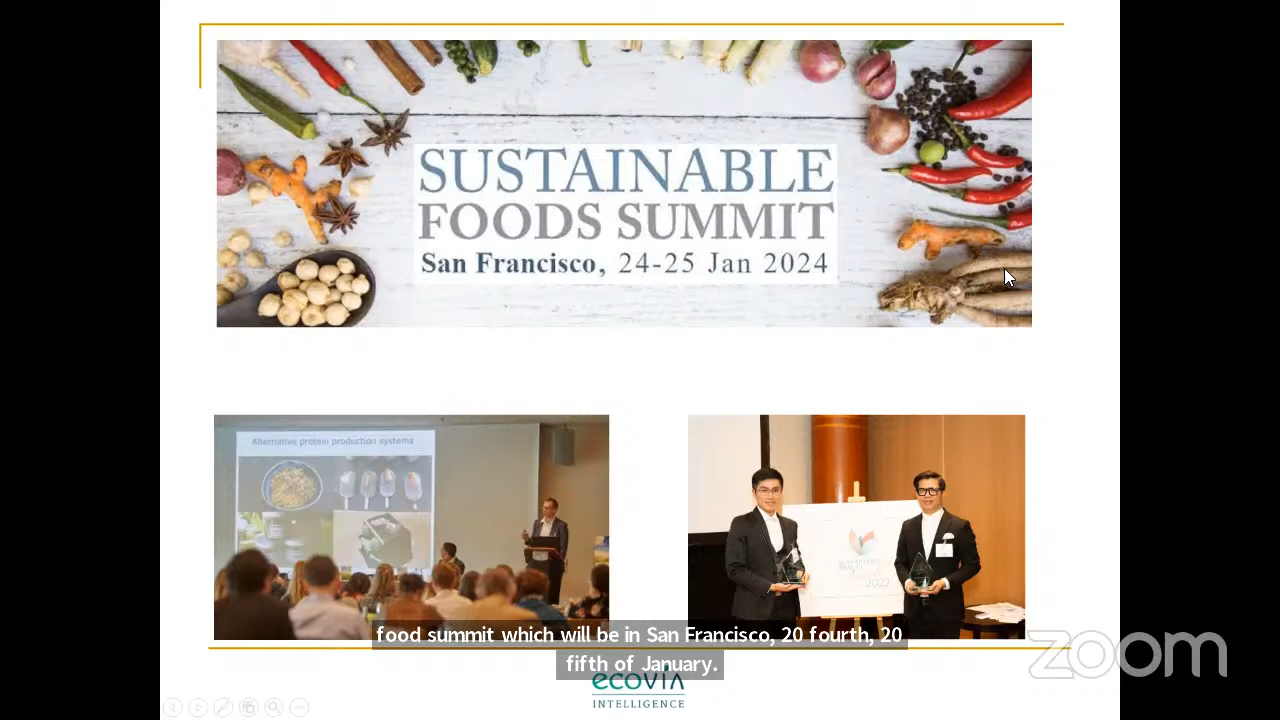 SUSTAINABLE
FOODS SUMMIT
San Francisco, 24-25 Jan 2024
Alternative protein production systems
2022
food summit which will be in San Francisco, 20 fourth, 20
fifth of January.
zoom
ecovia
INTELLIGENCE